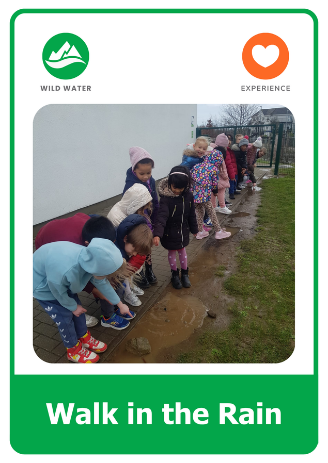 WILD WATER
EXPERIENCE
Walk in the Rain